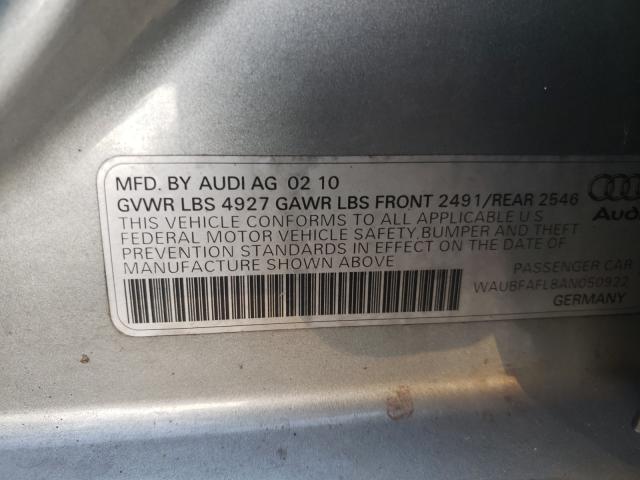 MFD. BY AUDI AG 02 10
GVWR LBS 4927 GAWR LBS FRONT 2491/REAR 2546
THIS VEHICLE CONFORMS TO ALL APPLICABLE U S
FEDERAL MOTOR VEHICLE SAFETY,BUMPER AND THEFT
PREVENTION STANDARDS IN EFFECT ON THE DATE OF
MANUFACTURE SHOWN ABOVE
Aud
PASSENGER CAR
WAUBFAFL8AN050922
GERMANY